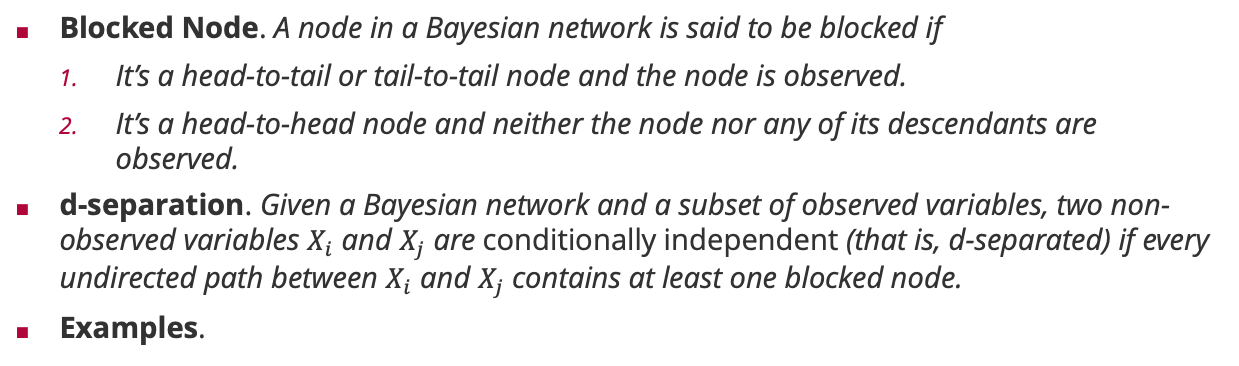 ▪ Blocked Node. A node in a Bayesian network is said to be blocked if
1. It’s a head-to-tail or tail-to-tail node and the node is observed.
2. It’s a head-to-head node and neither the node nor any of its descendants are
observed.
▪ d-separation. Given a Bayesian network and a subset of observed variables, two non-
observed variables Xᵢ and Xⱼ are conditionally independent (that is, d-separated) if every
undirected path between Xᵢ and Xⱼ contains at least one blocked node.
▪ Examples.